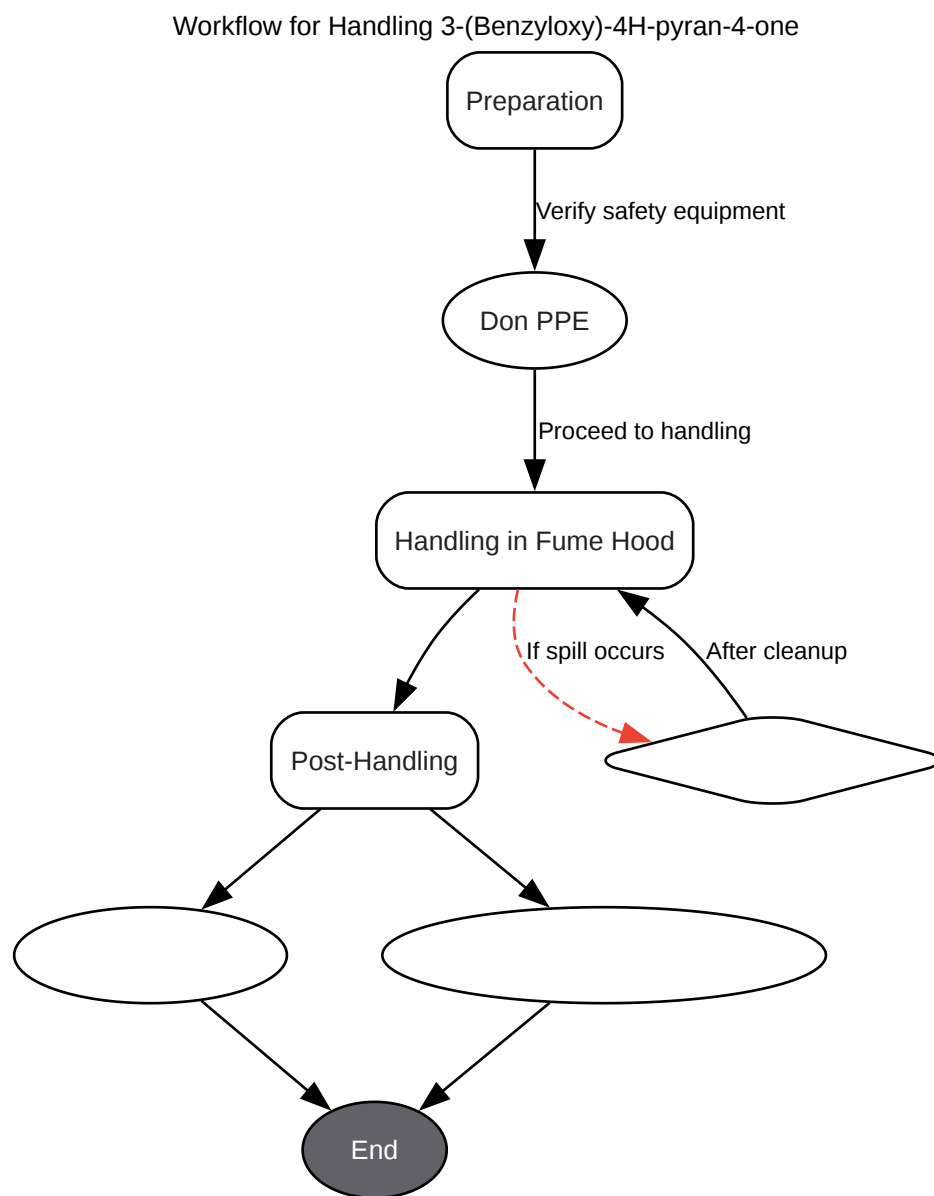 Workflow for Handling 3-(Benzyloxy)-4H-pyran-4-one
Preparation
Verify safety equipment
Don PPE
Proceed to handling
Handling in Fume Hood
If spill occurs
After cleanup
Post-Handling
End